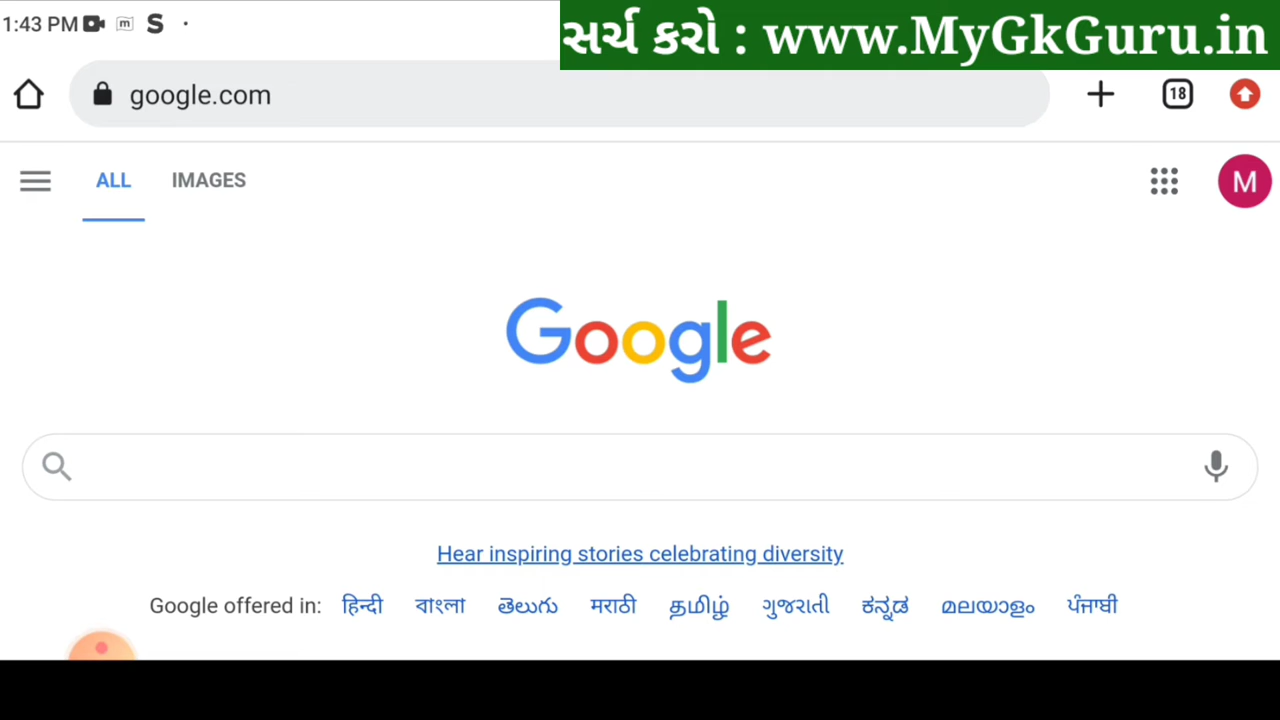 1:43 PM m S
સર્ચ કરો : www.MyGkGuru.in
google.com
18
ALL IMAGES
M
Google
Hear inspiring stories celebrating diversity
Google offered in: हिन्दी বাংলা తెలుగు मराठी தமிழ் ગુજરાતી ಕನ್ನಡ മലയാളം ਪੰਜਾਬੀ